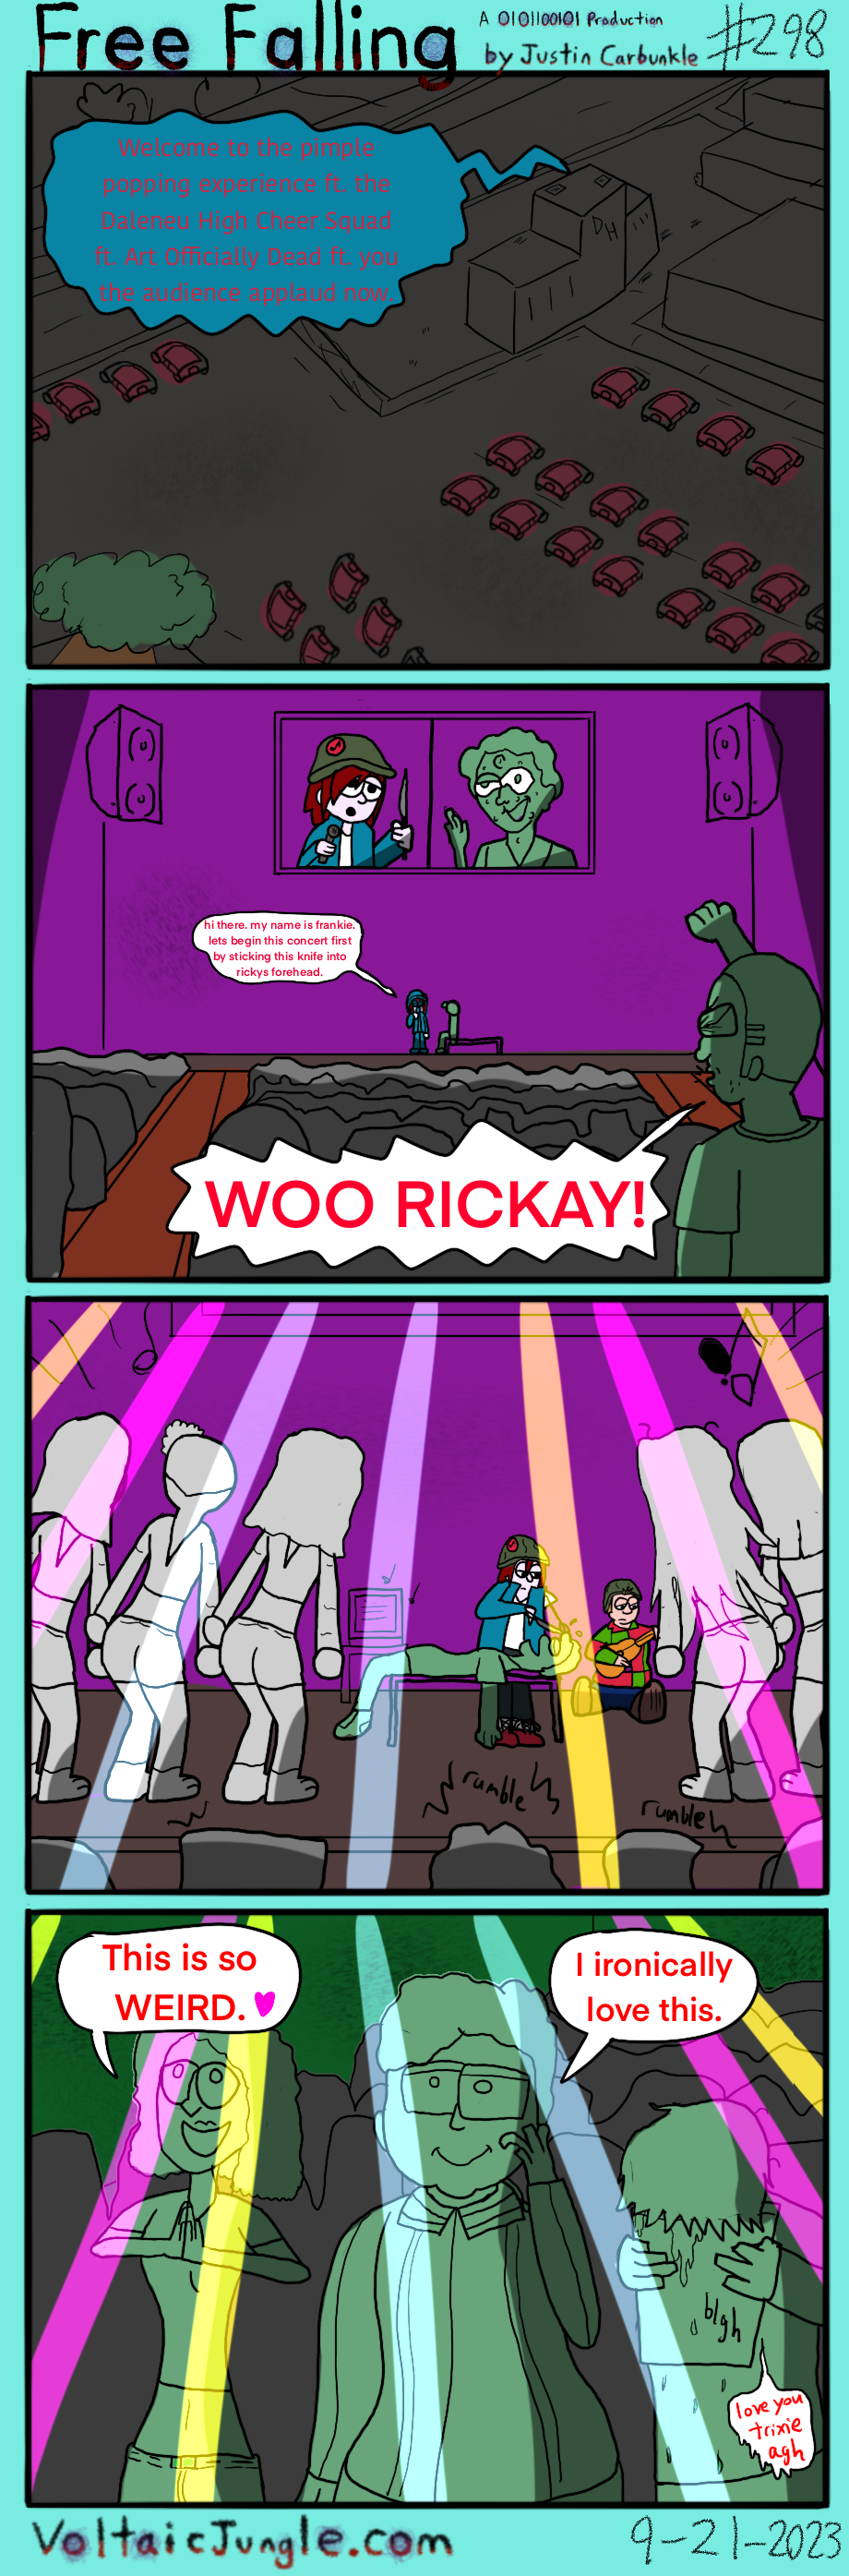 Free Falling
A 0101100101 Production
by Justin Carbunkle
#298
Welcome to the pimple
popping experience ft. the
Daleneu High Cheer Squad
ft. Art Officially Dead ft. you
the audience applaud now.
DH
hi there. my name is frankie.
lets begin this concert first
by sticking this knife into
rickys forehead.
WOO RICKAY!
rumble
rumble
This is so
WEIRD.
I ironically
love this.
blgh
love you
trixie
agh
VoltaicJungle.com
9-21-2023